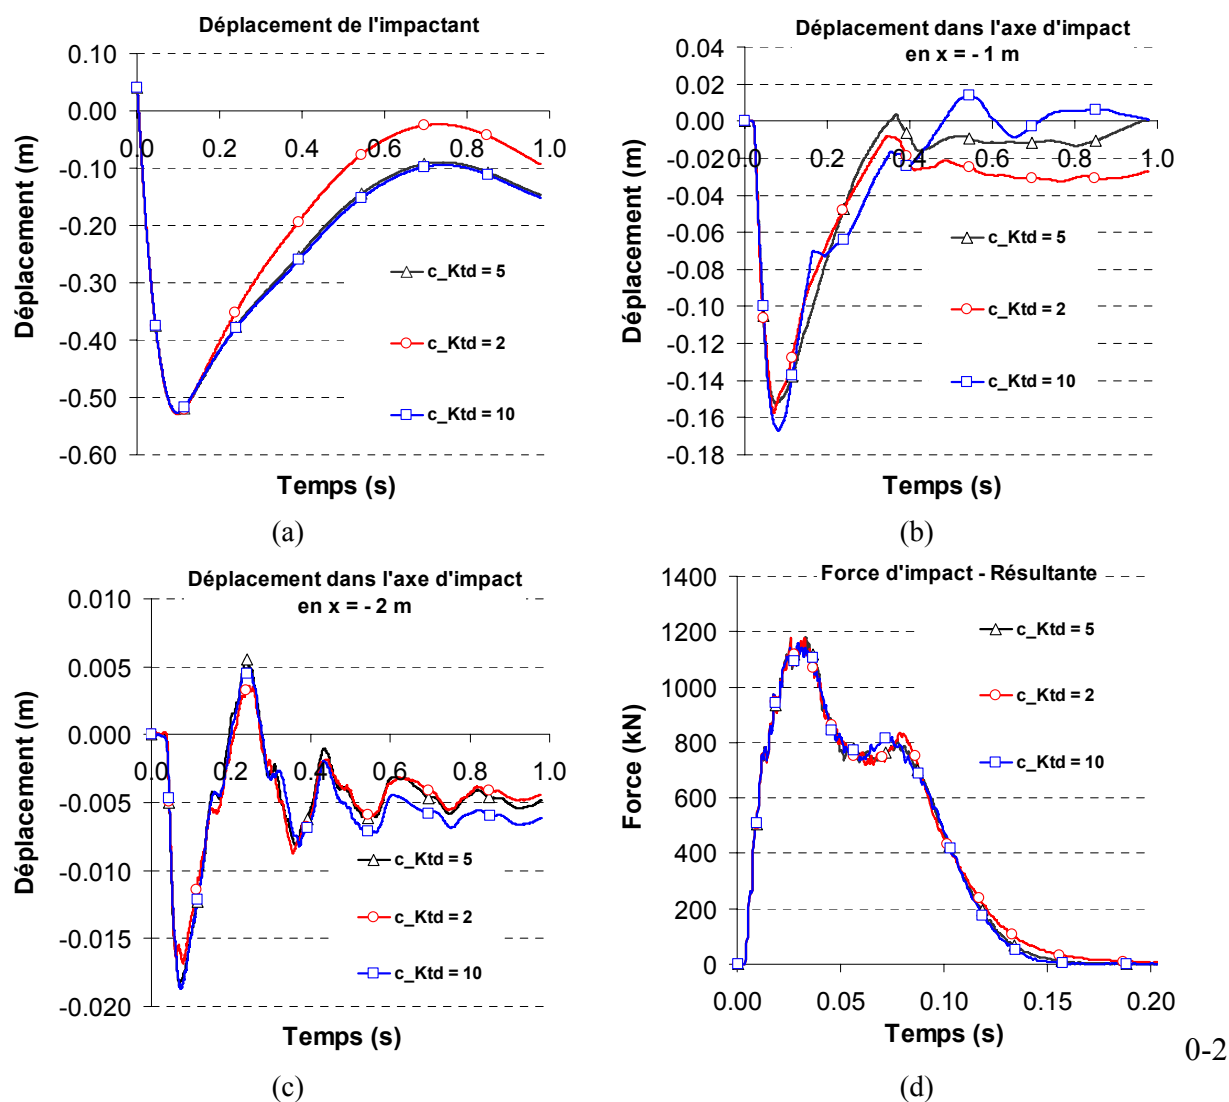 Déplacement de l'impactant
0.10
0.00
-0.10
-0.20
-0.30
-0.40
-0.50
-0.60
0.0 0.2 0.4 0.6 0.8 1.0
Déplacement (m)
Temps (s)
c_Ktd = 5
c_Ktd = 2
c_Ktd = 10
(a)
Déplacement dans l'axe d'impact
en x = - 1 m
0.04
0.02
0.00
-0.02
-0.04
-0.06
-0.08
-0.10
-0.12
-0.14
-0.16
-0.18
0.0 0.2 0.4 0.6 0.8 1.0
Déplacement (m)
Temps (s)
c_Ktd = 5
c_Ktd = 2
c_Ktd = 10
(b)
Déplacement dans l'axe d'impact
en x = - 2 m
0.010
0.005
0.000
-0.005
-0.010
-0.015
-0.020
0.0 0.2 0.4 0.6 0.8 1.0
Déplacement (m)
Temps (s)
c_Ktd = 5
c_Ktd = 2
c_Ktd = 10
(c)
Force d'impact - Résultante
1400
1200
1000
800
600
400
200
0
0.00 0.05 0.10 0.15 0.20
Force (kN)
Temps (s)
c_Ktd = 5
c_Ktd = 2
c_Ktd = 10
(d)
0-2